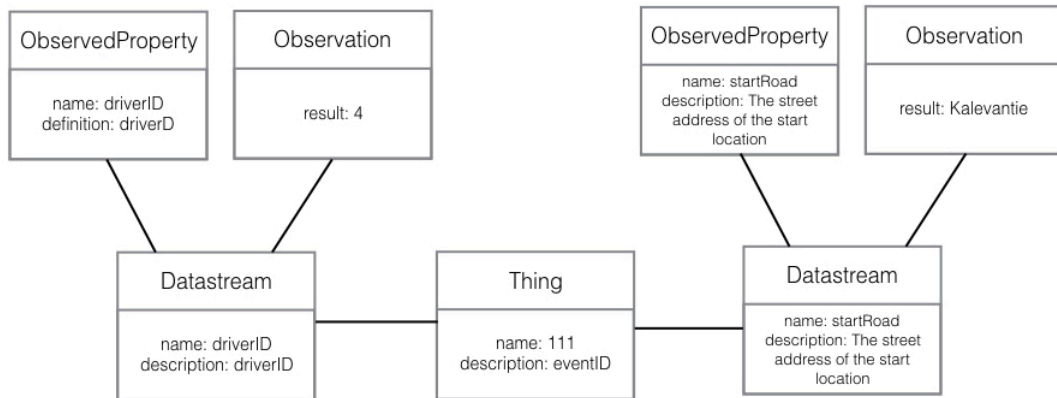 ObservedProperty
name: driverID
definition: driverD
Observation
result: 4
ObservedProperty
name: startRoad
description: The street
address of the start
location
Observation
result: Kalevantie
Datastream
name: driverID
description: driverID
Thing
name: 111
description: eventID
Datastream
name: startRoad
description: The street
address of the start
location